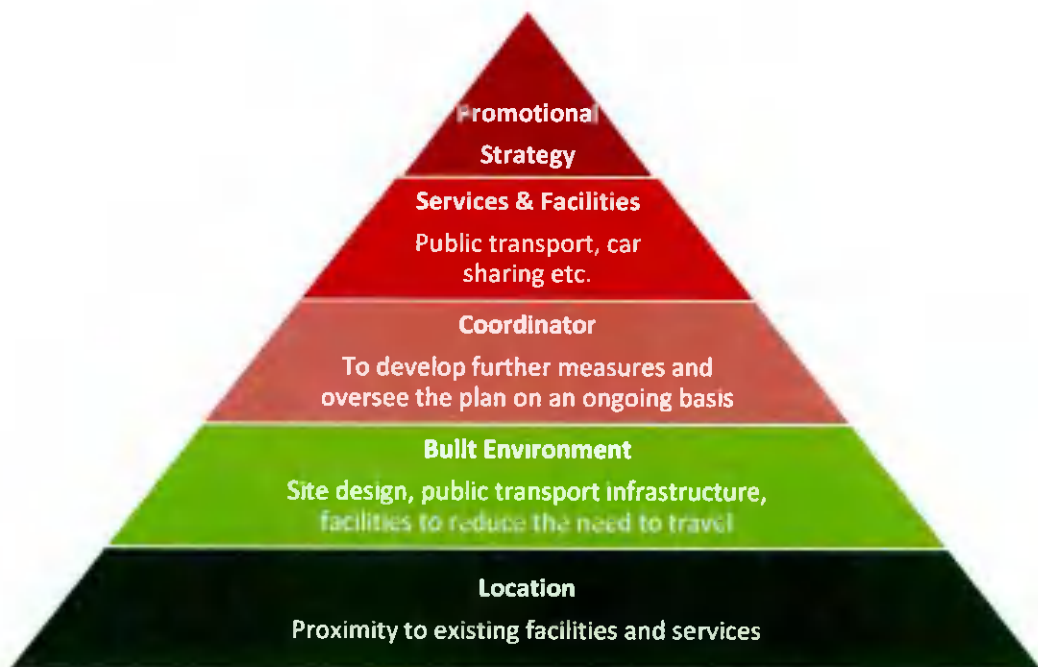 Promotional
Strategy
Services & Facilities
Public transport, car
sharing etc.
Coordinator
To develop further measures and
oversee the plan on an ongoing basis
Built Environment
Site design, public transport infrastructure,
facilities to reduce the need to travel
Location
Proximity to existing facilities and services